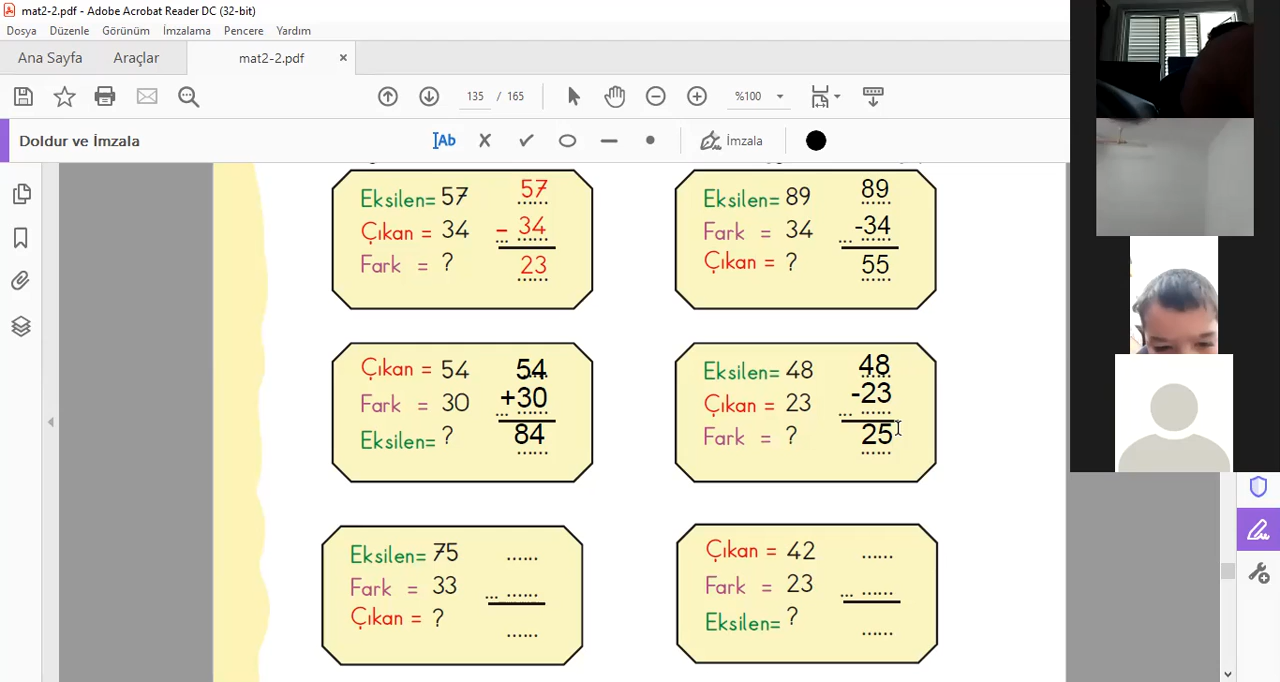 mat2-2.pdf - Adobe Acrobat Reader DC (32-bit)
Dosya Düzenle Görünüm İmzalama Pencere Yardım
Ana Sayfa Araçlar mat2-2.pdf ×
135 / 165 %100
Doldur ve İmzala Ab İmzala
Eksilen= 57 57
Çıkan = 34 - 34
Fark = ? 23
Eksilen= 89 89
Fark = 34 -34
Çıkan = ? 55
Çıkan = 54 54
Fark = 30 +30
Eksilen= ? 84
Eksilen= 48 48
Çıkan = 23 -23
Fark = ? 25
Eksilen= 75 ......
Fark = 33 ... ......
Çıkan = ? ......
Çıkan = 42 ......
Fark = 23 ... ......
Eksilen= ? ......